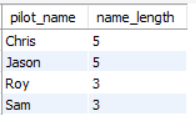 pilot_name name_length
Chris 5
Jason 5
Roy 3
Sam 3